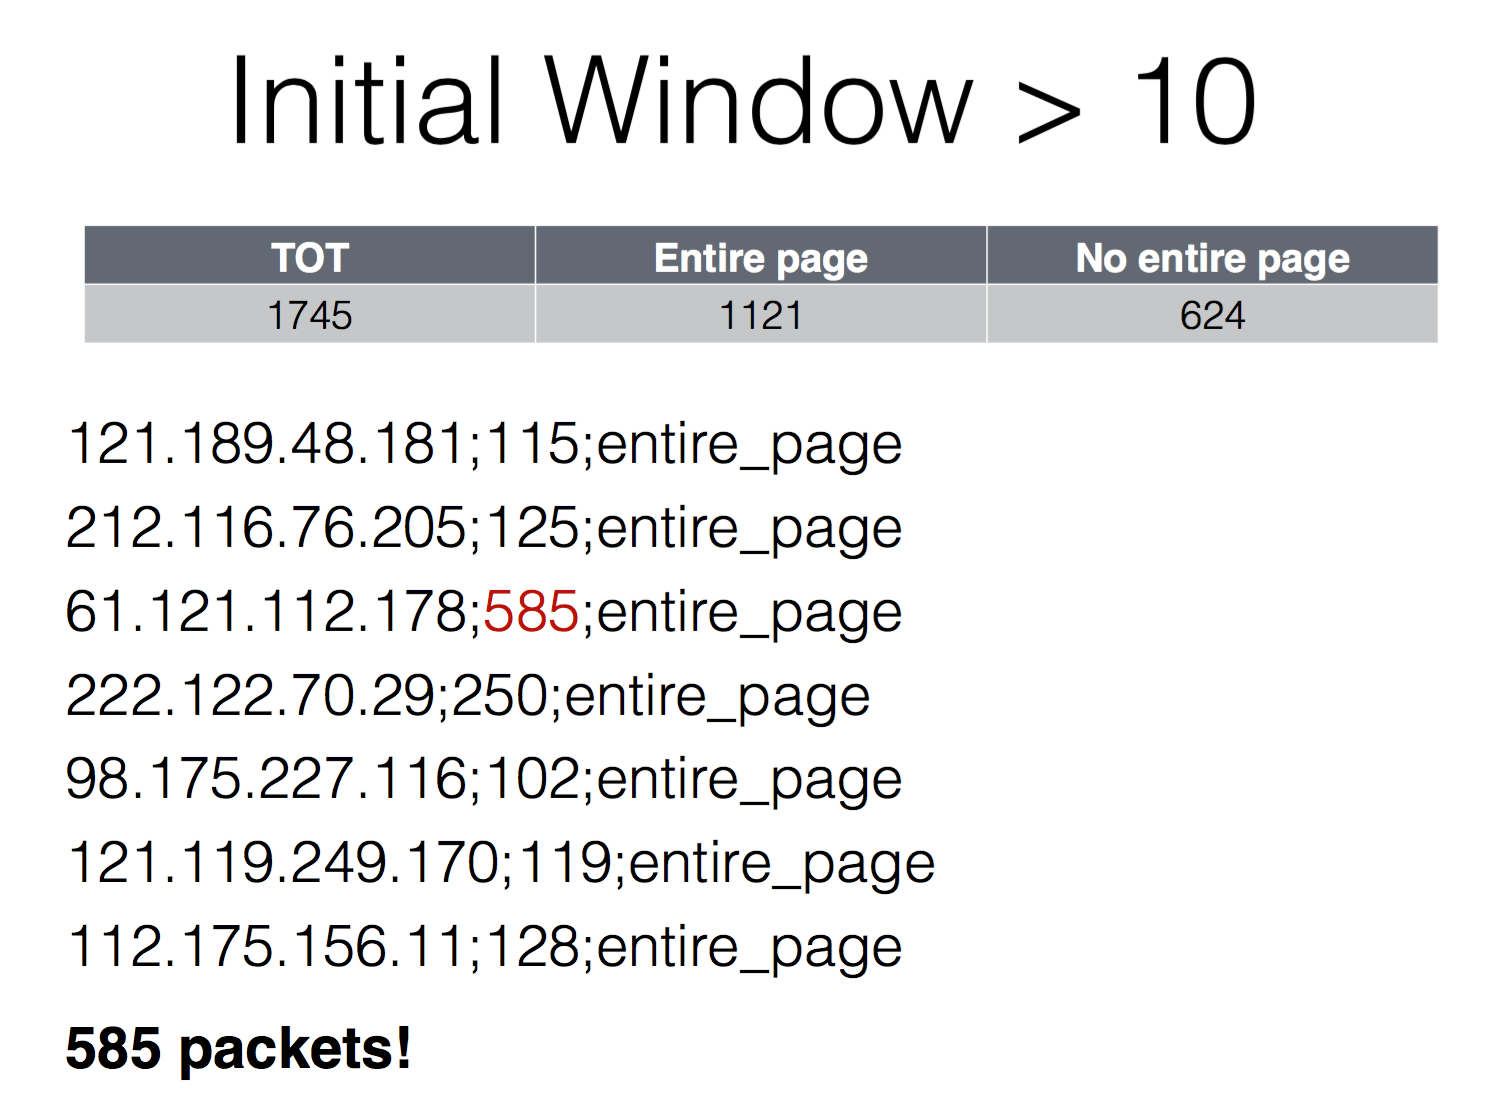 Initial Window > 10
TOT Entire page No entire page
1745 1121 624
121.189.48.181;115;entire_page
212.116.76.205;125;entire_page
61.121.112.178;585;entire_page
222.122.70.29;250;entire_page
98.175.227.116;102;entire_page
121.119.249.170;119;entire_page
112.175.156.11;128;entire_page
585 packets!